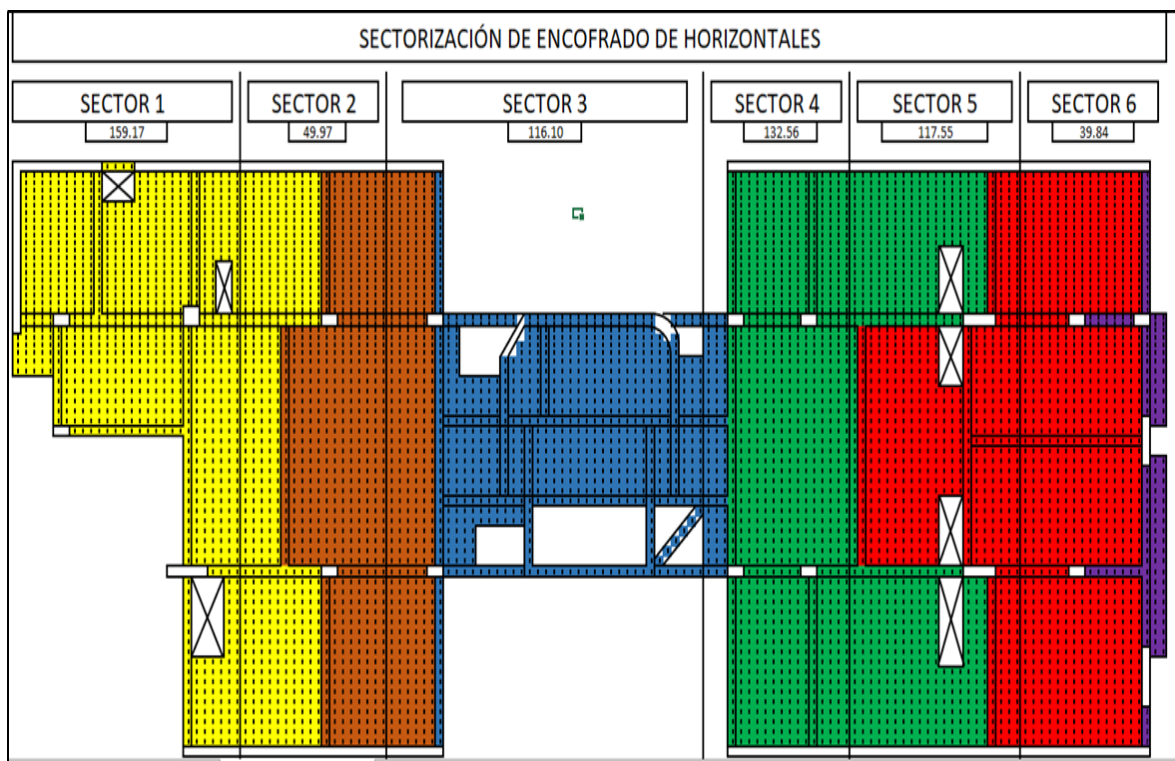 SECTORIZACIÓN DE ENCOFRADO DE HORIZONTALES
SECTOR 1
SECTOR 2
SECTOR 3
SECTOR 4
SECTOR 5
SECTOR 6
159.17
49.97
116.10
132.56
117.55
39.84